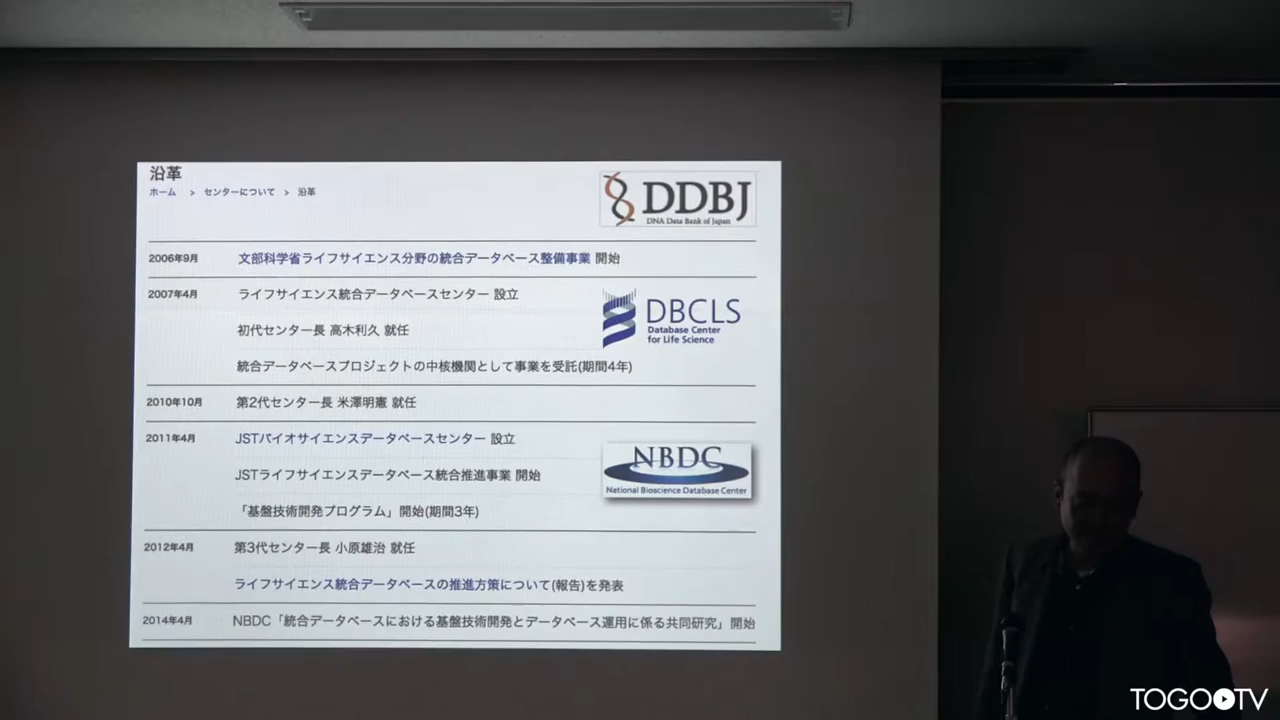 沿革
ホーム > センターについて > 沿革
DDBJ
DNA Data Bank of Japan
2006年9月 文部科学省ライフサイエンス分野の統合データベース整備事業 開始
2007年4月 ライフサイエンス統合データベースセンター 設立
DBCLS
Database Center
for Life Science
初代センター長 高木利久 就任
統合データベースプロジェクトの中核機関として事業を受託(期間4年)
2010年10月 第2代センター長 米澤明憲 就任
2011年4月 JSTバイオサイエンスデータベースセンター 設立
NBDC
National Bioscience Database Center
JSTライフサイエンスデータベース統合推進事業 開始
「基盤技術開発プログラム」開始(期間3年)
2012年4月 第3代センター長 小原雄治 就任
ライフサイエンス統合データベースの推進方策について(報告)を発表
2014年4月 NBDC「統合データベースにおける基盤技術開発とデータベース運用に係る共同研究」開始
TOGOTV